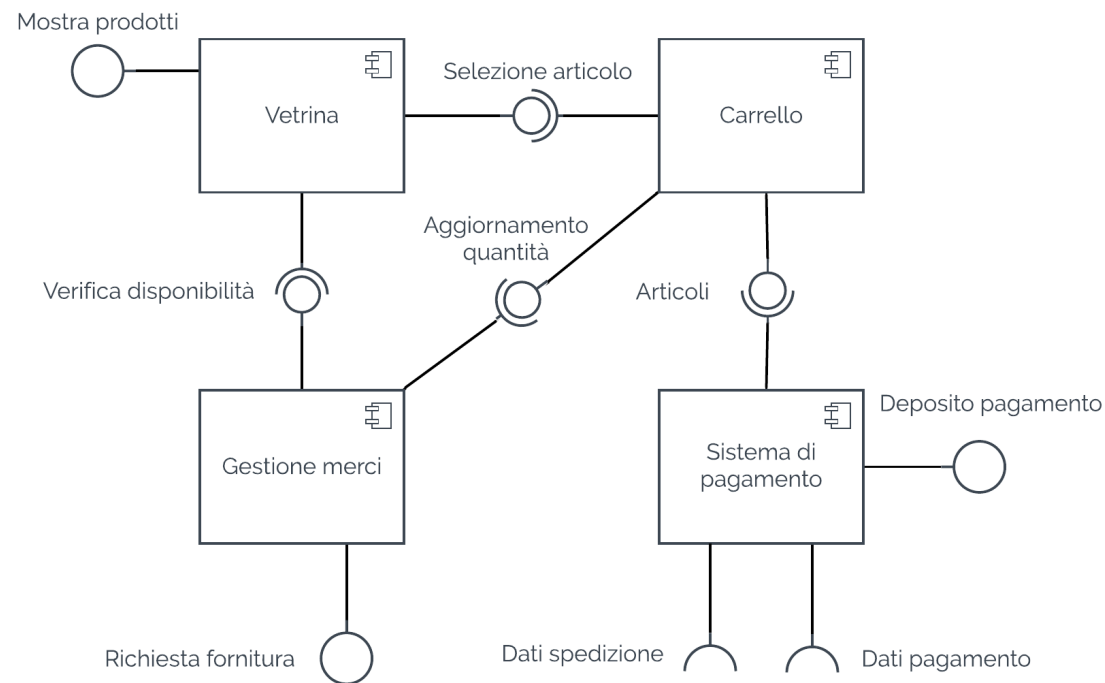 Mostra prodotti
Selezione articolo
Vetrina
Carrello
Aggiornamento
quantità
Verifica disponibilità
Articoli
Deposito pagamento
Gestione merci
Sistema di
pagamento
Richiesta fornitura
Dati spedizione
Dati pagamento